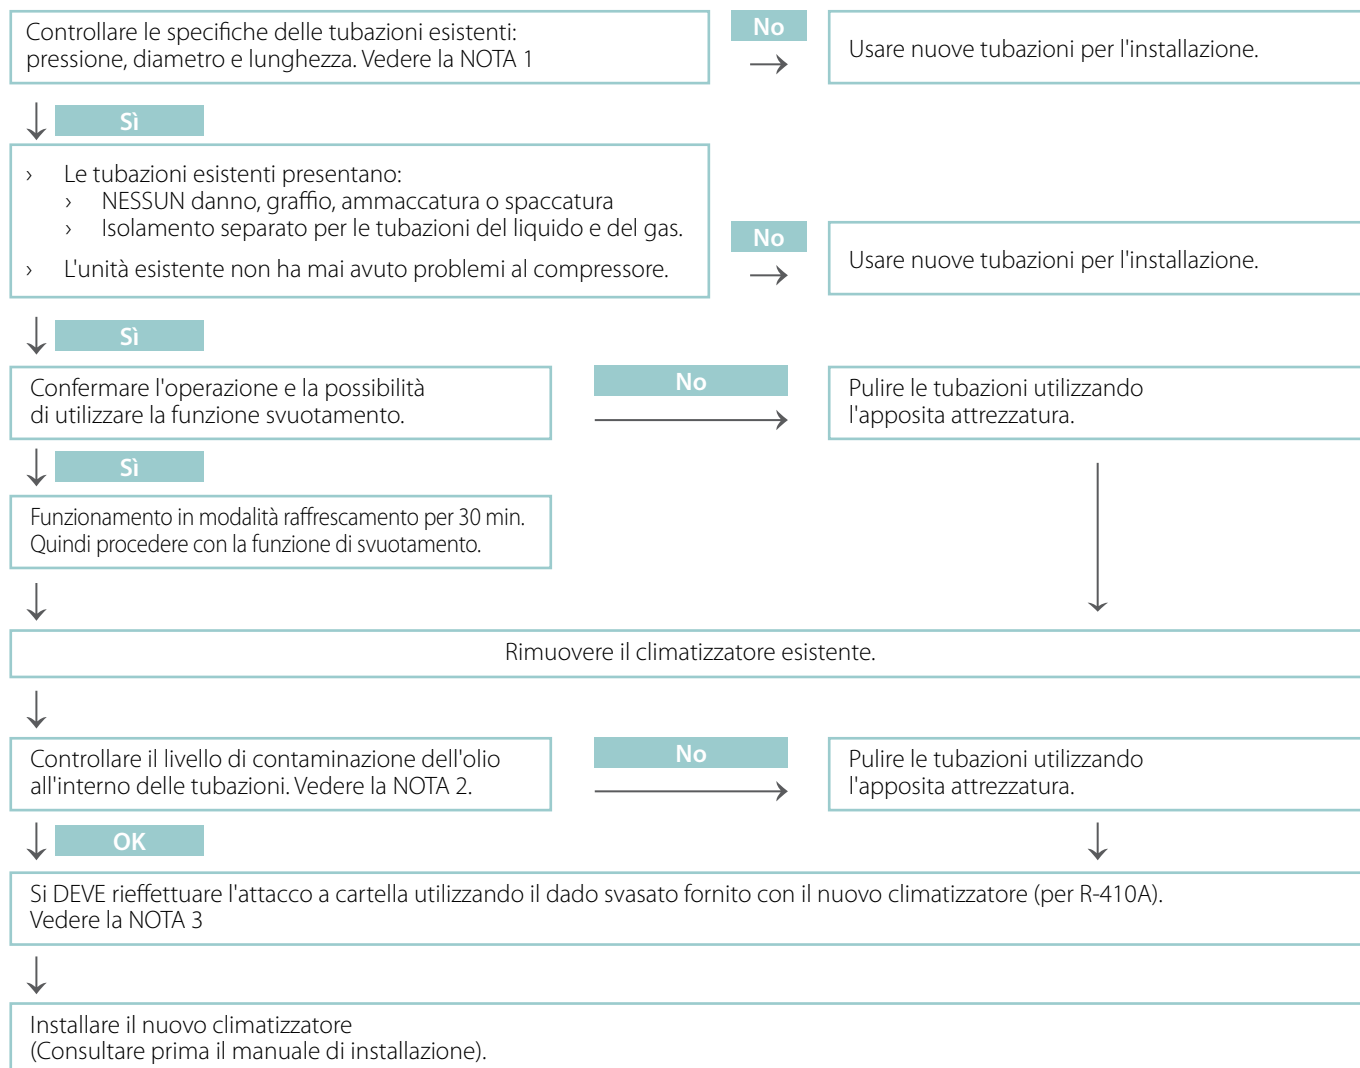 Controllare le specifiche delle tubazioni esistenti:
pressione, diametro e lunghezza. Vedere la NOTA 1
No
Usare nuove tubazioni per l'installazione.
Sì
› Le tubazioni esistenti presentano:
› NESSUN danno, graffio, ammaccatura o spaccatura
› Isolamento separato per le tubazioni del liquido e del gas.
› L'unità esistente non ha mai avuto problemi al compressore.
No
Usare nuove tubazioni per l'installazione.
Sì
Confermare l'operazione e la possibilità
di utilizzare la funzione svuotamento.
No
Pulire le tubazioni utilizzando
l'apposita attrezzatura.
Sì
Funzionamento in modalità raffrescamento per 30 min.
Quindi procedere con la funzione di svuotamento.
Rimuovere il climatizzatore esistente.
Controllare il livello di contaminazione dell'olio
all'interno delle tubazioni. Vedere la NOTA 2.
No
Pulire le tubazioni utilizzando
l'apposita attrezzatura.
OK
Si DEVE rieffettuare l'attacco a cartella utilizzando il dado svasato fornito con il nuovo climatizzatore (per R-410A).
Vedere la NOTA 3
Installare il nuovo climatizzatore
(Consultare prima il manuale di installazione).